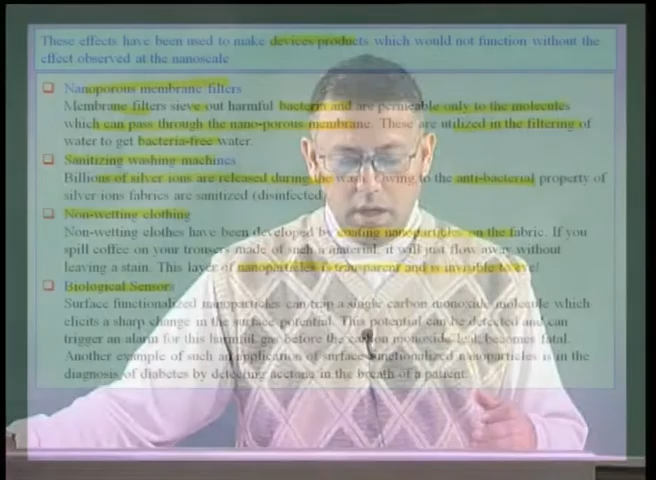 These effects have been used to make devices products which would not function without the
effect observed at the nanoscale
Nanoporous membrane filters
Membrane filters sieve out harmful bacteria and are permeable only to the molecules
which can pass through the nano-porous membrane. These are utilized in the filtering of
water to get bacteria-free water.
Sanitizing washing machines
Billions of silver ions are released during the wash. Owing to the anti-bacterial property of
silver ions fabrics are sanitized (disinfected)
Non-wetting clothing
Non-wetting clothes have been developed by coating nanoparticles on the fabric. If you
spill coffee on your trousers made of such a material, it will just flow away without
leaving a stain. This layer of nanoparticles is transparent and is invisible to eye!
Biological Sensors
Surface functionalized nanoparticles can trip a single carbon monoxide molecule which
elicits a sharp change in the surface potential. This potential can be detected and can
trigger an alarm for this harmful gas before the carbon monoxide leak becomes fatal.
Another example of such an application of surface functionalized nanoparticles is in the
diagnosis of diabetes by detecting acetone in the breath of a patient.